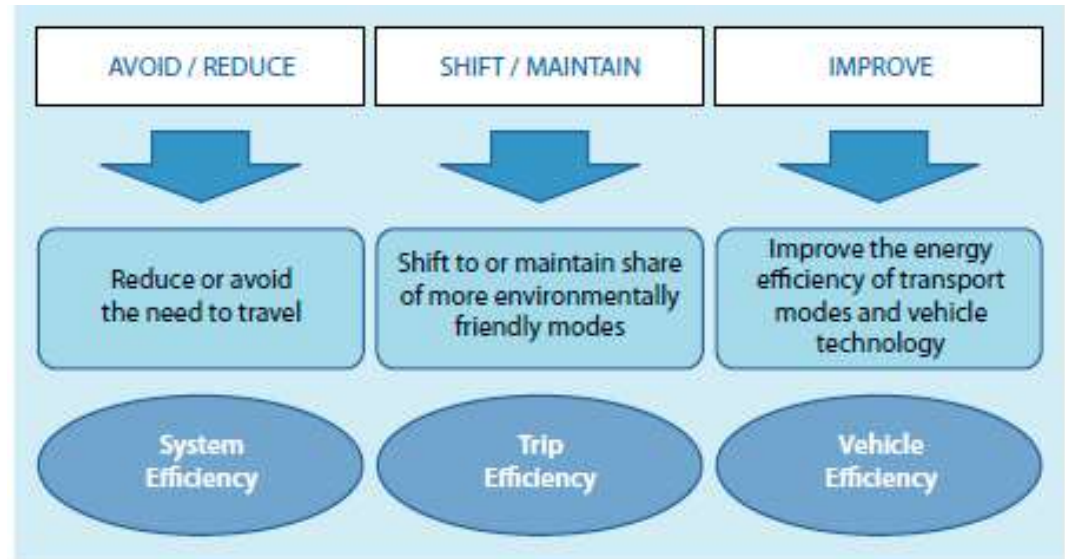 AVOID / REDUCE
SHIFT / MAINTAIN
IMPROVE
Reduce or avoid
the need to travel
Shift to or maintain share
of more environmentally
friendly modes
Improve the energy
efficiency of transport
modes and vehicle
technology
System
Efficiency
Trip
Efficiency
Vehicle
Efficiency